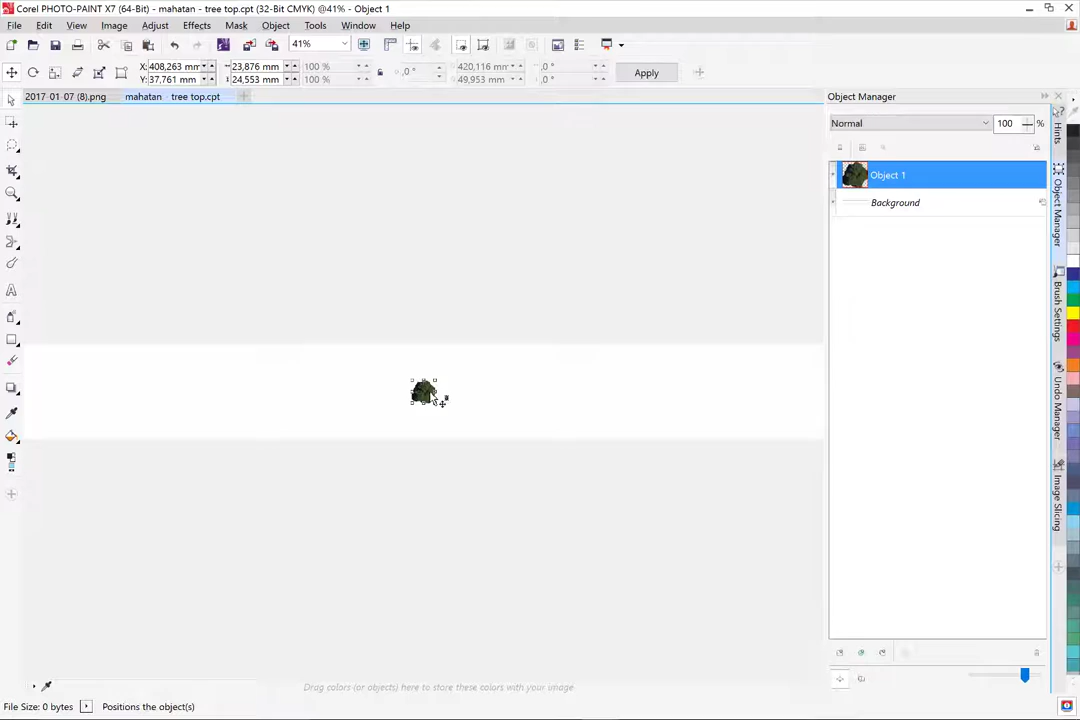 Corel PHOTO-PAINT X7 (64-Bit) - mahatan - tree top.cpt (32-Bit CMYK) @41% - Object 1
File Edit View Image Adjust Effects Mask Object Tools Window Help
41%
X: 408,263 mm 23,876 mm 100 % ,0 ° 420,116 mm ,0 °
Y: 37,761 mm 24,553 mm 100 % 49,953 mm ,0 °
Apply
2017-01-07 (8).png mahatan - tree top.cpt
Object Manager
Normal 100 %
Object 1
Background
Hints
Object Manager
Brush Settings
Undo Manager
Image Slicing
Drag colors (or objects) here to store these colors with your image
File Size: 0 bytes Positions the object(s)